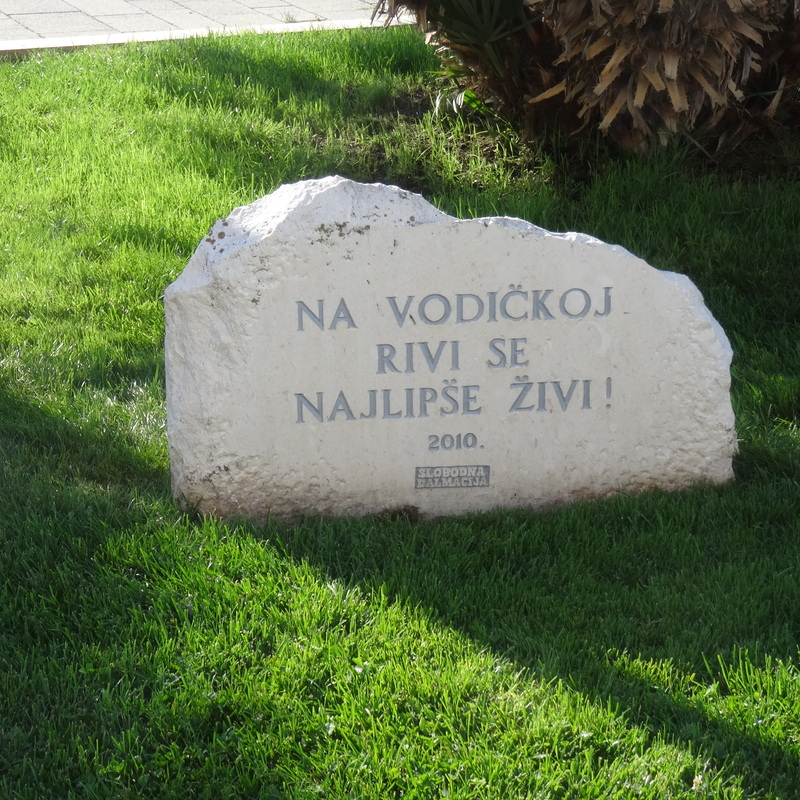 NA VODIČKOJ
RIVI SE
NAJLIPŠE ŽIVI!
2010.
SLOBODNA
DALMACIJA